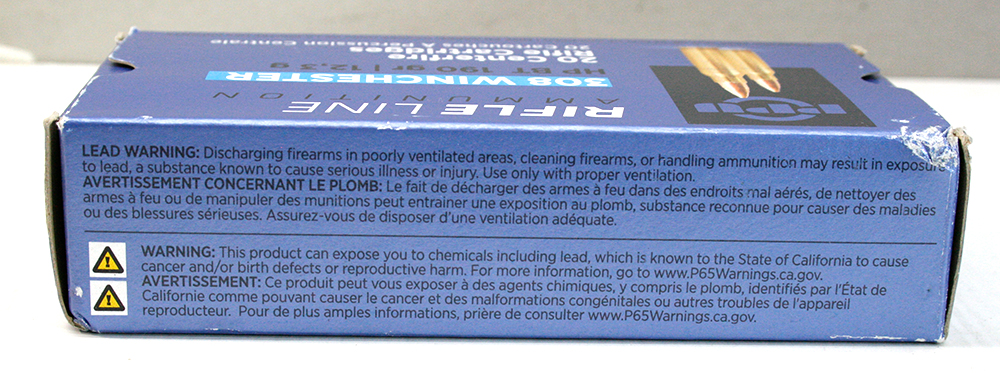 RIFLE LINE
AMMUNITION
308 WINCHESTER
HP BT 190 gr | 12,3 g
20 Centerfire
Rifle Cartridges
20 Cartouches À Percussion Centrale
LEAD WARNING: Discharging firearms in poorly ventilated areas, cleaning firearms, or handling ammunition may result in exposure
to lead, a substance known to cause serious illness or injury. Use only with proper ventilation.
AVERTISSEMENT CONCERNANT LE PLOMB: Le fait de décharger des armes à feu dans des endroits mal aérés, de nettoyer des
armes à feu ou de manipuler des munitions peut entrainer une exposition au plomb, substance reconnue pour causer des maladies
ou des blessures sérieuses. Assurez-vous de disposer d'une ventilation adéquate.
WARNING: This product can expose you to chemicals including lead, which is known to the State of California to cause
cancer and/or birth defects or reproductive harm. For more information, go to www.P65Warnings.ca.gov.
AVERTISSEMENT: Ce produit peut vous exposer à des agents chimiques, y compris le plomb, identifiés par l'État de
Californie comme pouvant causer le cancer et des malformations congénitales ou autres troubles de l'appareil
reproducteur. Pour de plus amples informations, prière de consulter www.P65Warnings.ca.gov.